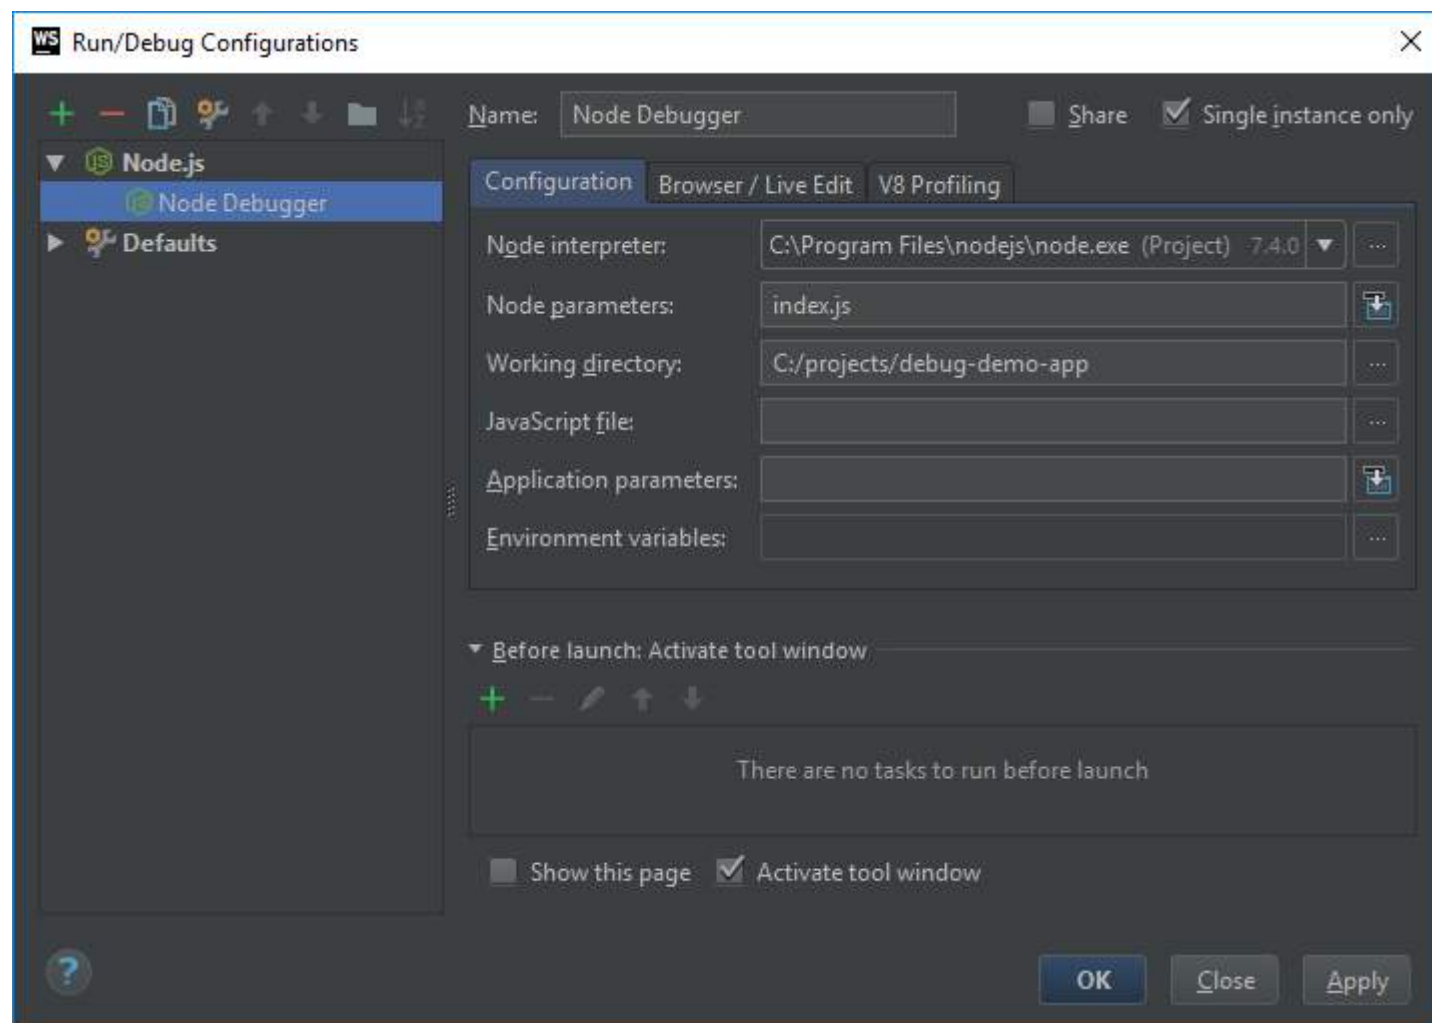 WS Run/Debug Configurations
Name: Node Debugger Share Single instance only
Node.js
Node Debugger
Defaults
Configuration Browser / Live Edit V8 Profiling
Node interpreter: C:\Program Files\nodejs\node.exe (Project) 7.4.0 ...
Node parameters: index.js
Working directory: C:/projects/debug-demo-app ...
JavaScript file: ...
Application parameters:
Environment variables: ...
Before launch: Activate tool window
There are no tasks to run before launch
Show this page Activate tool window
? OK Close Apply